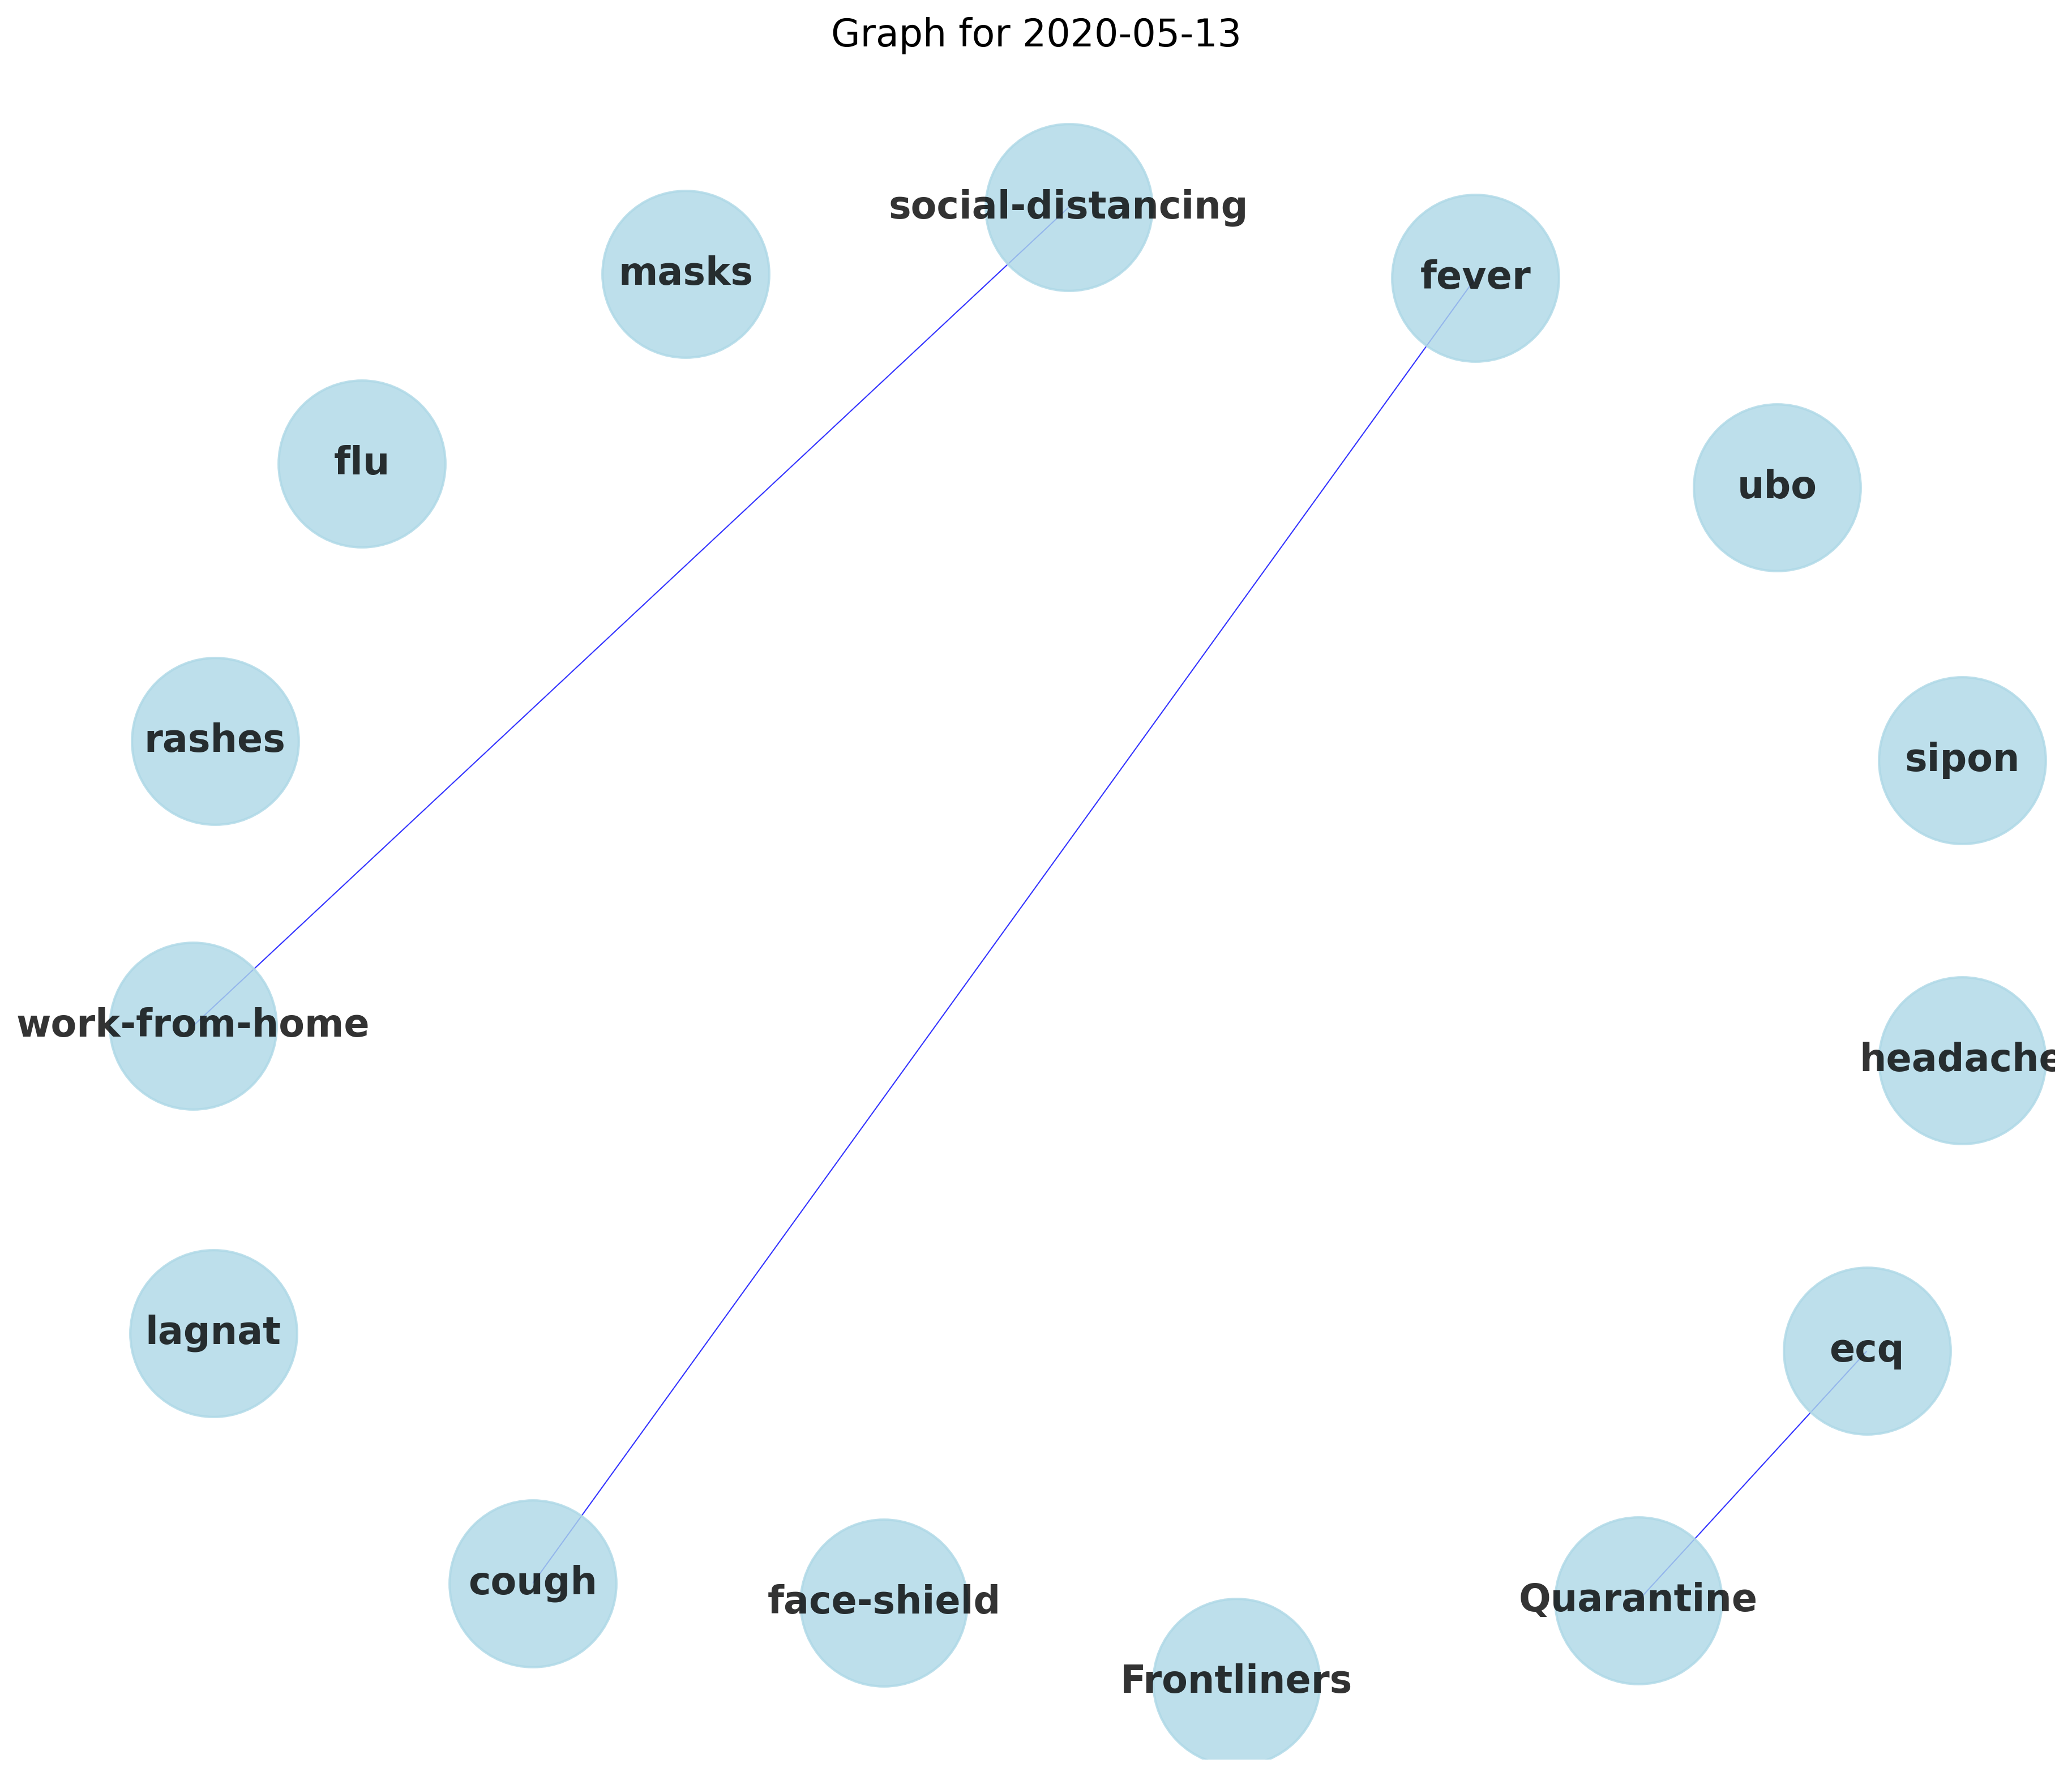 Graph for 2020-05-13
social-distancing
masks
fever
flu
ubo
rashes
sipon
work-from-home
headache
lagnat
ecq
cough
face-shield
Quarantine
Frontliners